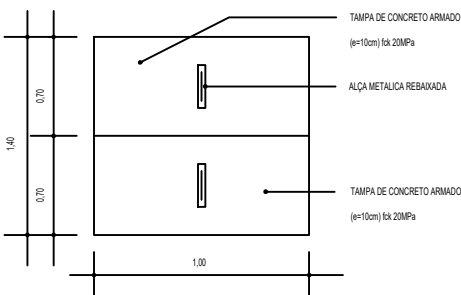 TAMPA DE CONCRETO ARMADO
(e=10cm) fck 20MPa
ALÇA METALICA REBAIXADA
0,70
1,40
0,70
TAMPA DE CONCRETO ARMADO
(e=10cm) fck 20MPa
1,00